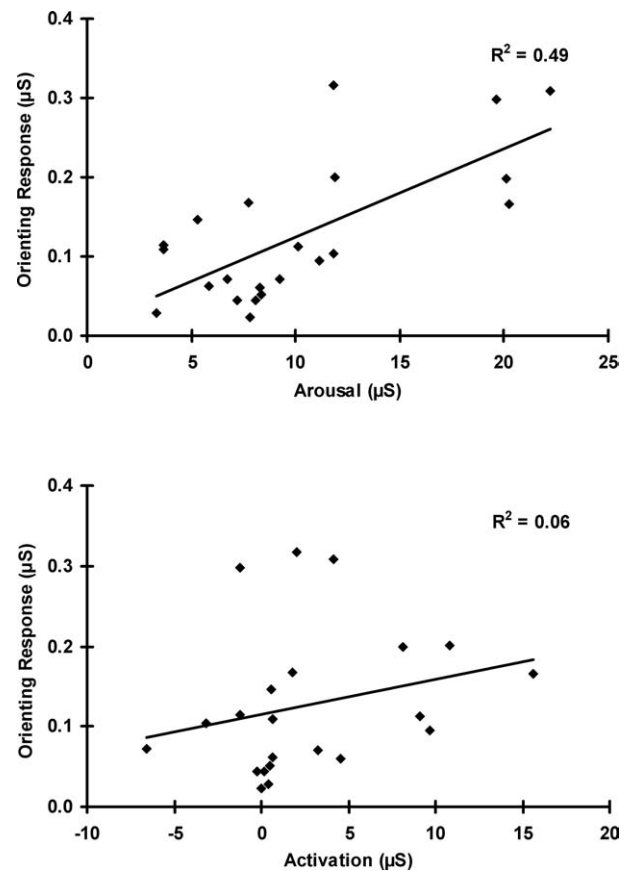 0.4
R² = 0.49
0.3
0.2
0.1
0.0
Orienting Response (µS)
0 5 10 15 20 25
Arousal (µS)
0.4
R² = 0.06
0.3
0.2
0.1
0.0
Orienting Response (µS)
-10 -5 0 5 10 15 20
Activation (µS)